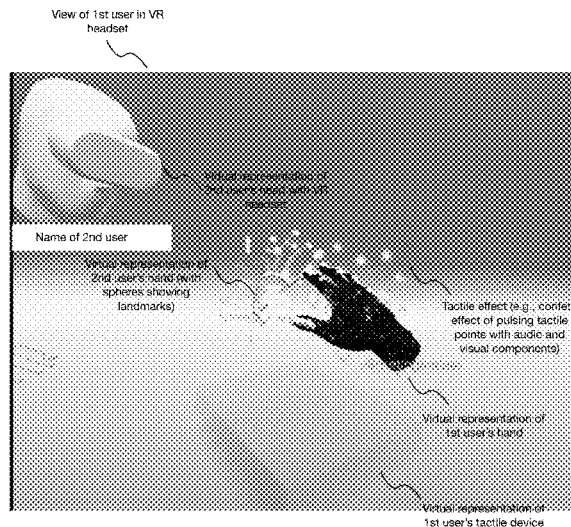 View of 1st user in VR
headset
Virtual representation of
2nd user's head with VR
headset
Name of 2nd user
Virtual representation of
2nd user's hand (with
spheres showing
landmarks)
Tactile effect (e.g., confet
effect of pulsing tactile
points with audio and
visual components)
Virtual representation of
1st user's hand
Virtual representation of
1st user's tactile device